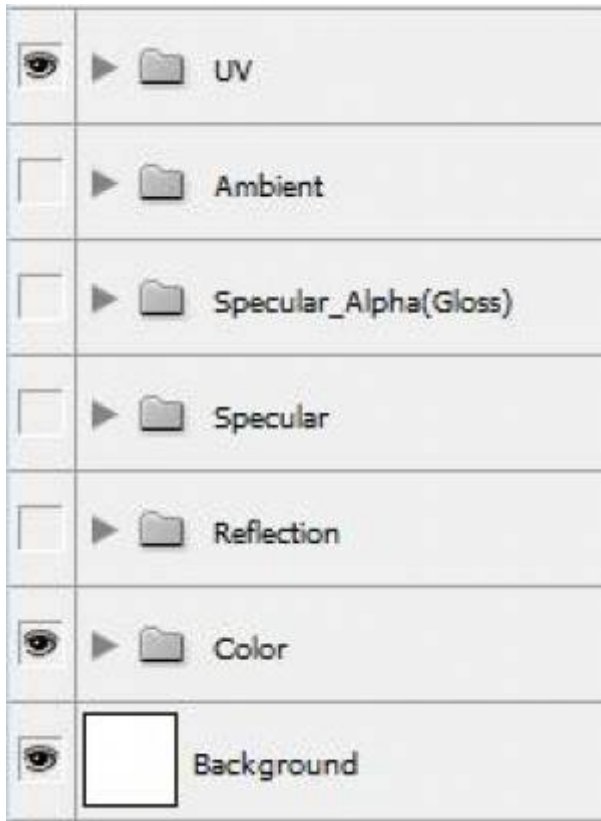 UV
Ambient
Specular_Alpha(Gloss)
Specular
Reflection
Color
Background